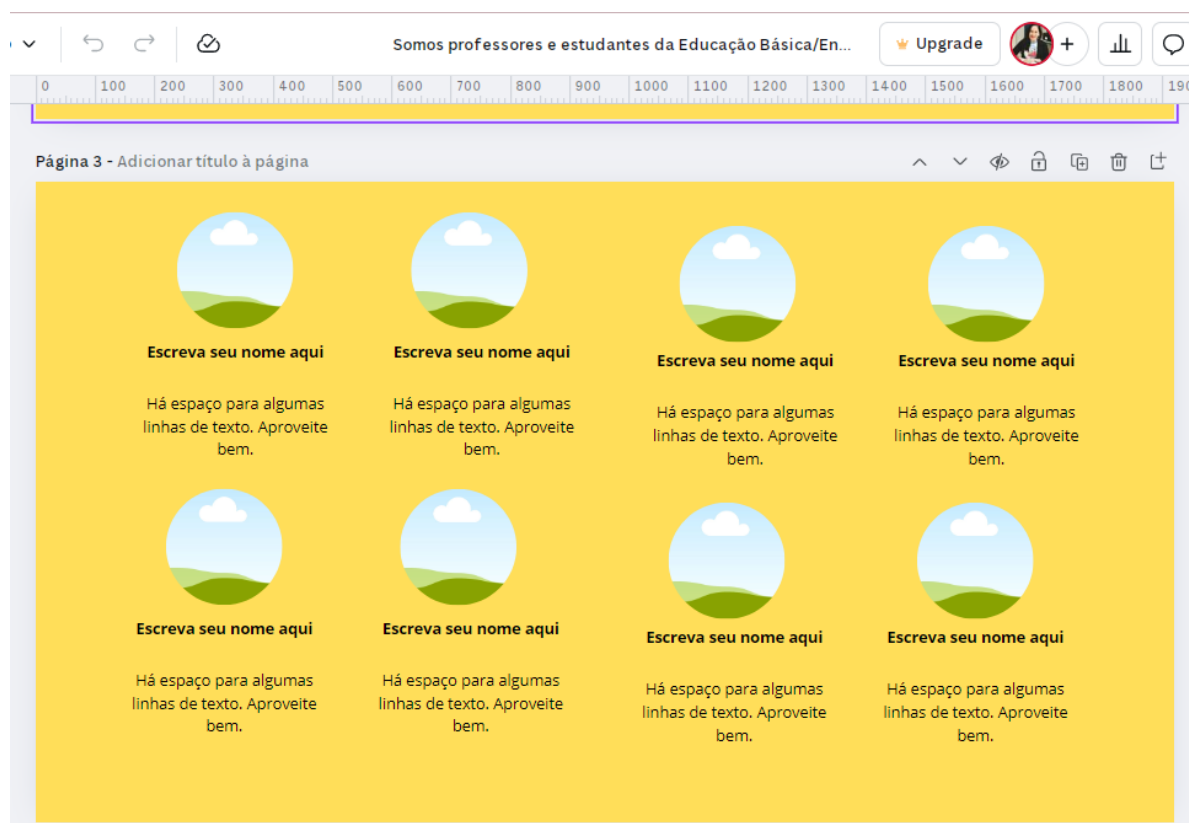 Somos professores e estudantes da Educação Básica/En...
Upgrade
0 100 200 300 400 500 600 700 800 900 1000 1100 1200 1300 1400 1500 1600 1700 1800 190
Página 3 - Adicionar título à página
Escreva seu nome aqui
Há espaço para algumas
linhas de texto. Aproveite
bem.
Escreva seu nome aqui
Há espaço para algumas
linhas de texto. Aproveite
bem.
Escreva seu nome aqui
Há espaço para algumas
linhas de texto. Aproveite
bem.
Escreva seu nome aqui
Há espaço para algumas
linhas de texto. Aproveite
bem.
Escreva seu nome aqui
Há espaço para algumas
linhas de texto. Aproveite
bem.
Escreva seu nome aqui
Há espaço para algumas
linhas de texto. Aproveite
bem.
Escreva seu nome aqui
Há espaço para algumas
linhas de texto. Aproveite
bem.
Escreva seu nome aqui
Há espaço para algumas
linhas de texto. Aproveite
bem.